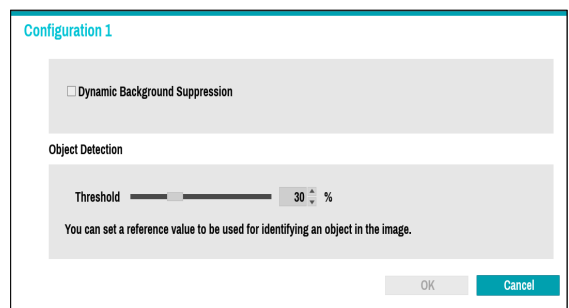 Configuration 1
Dynamic Background Suppression
Object Detection
Threshold 30 %
You can set a reference value to be used for identifying an object in the image.
OK Cancel